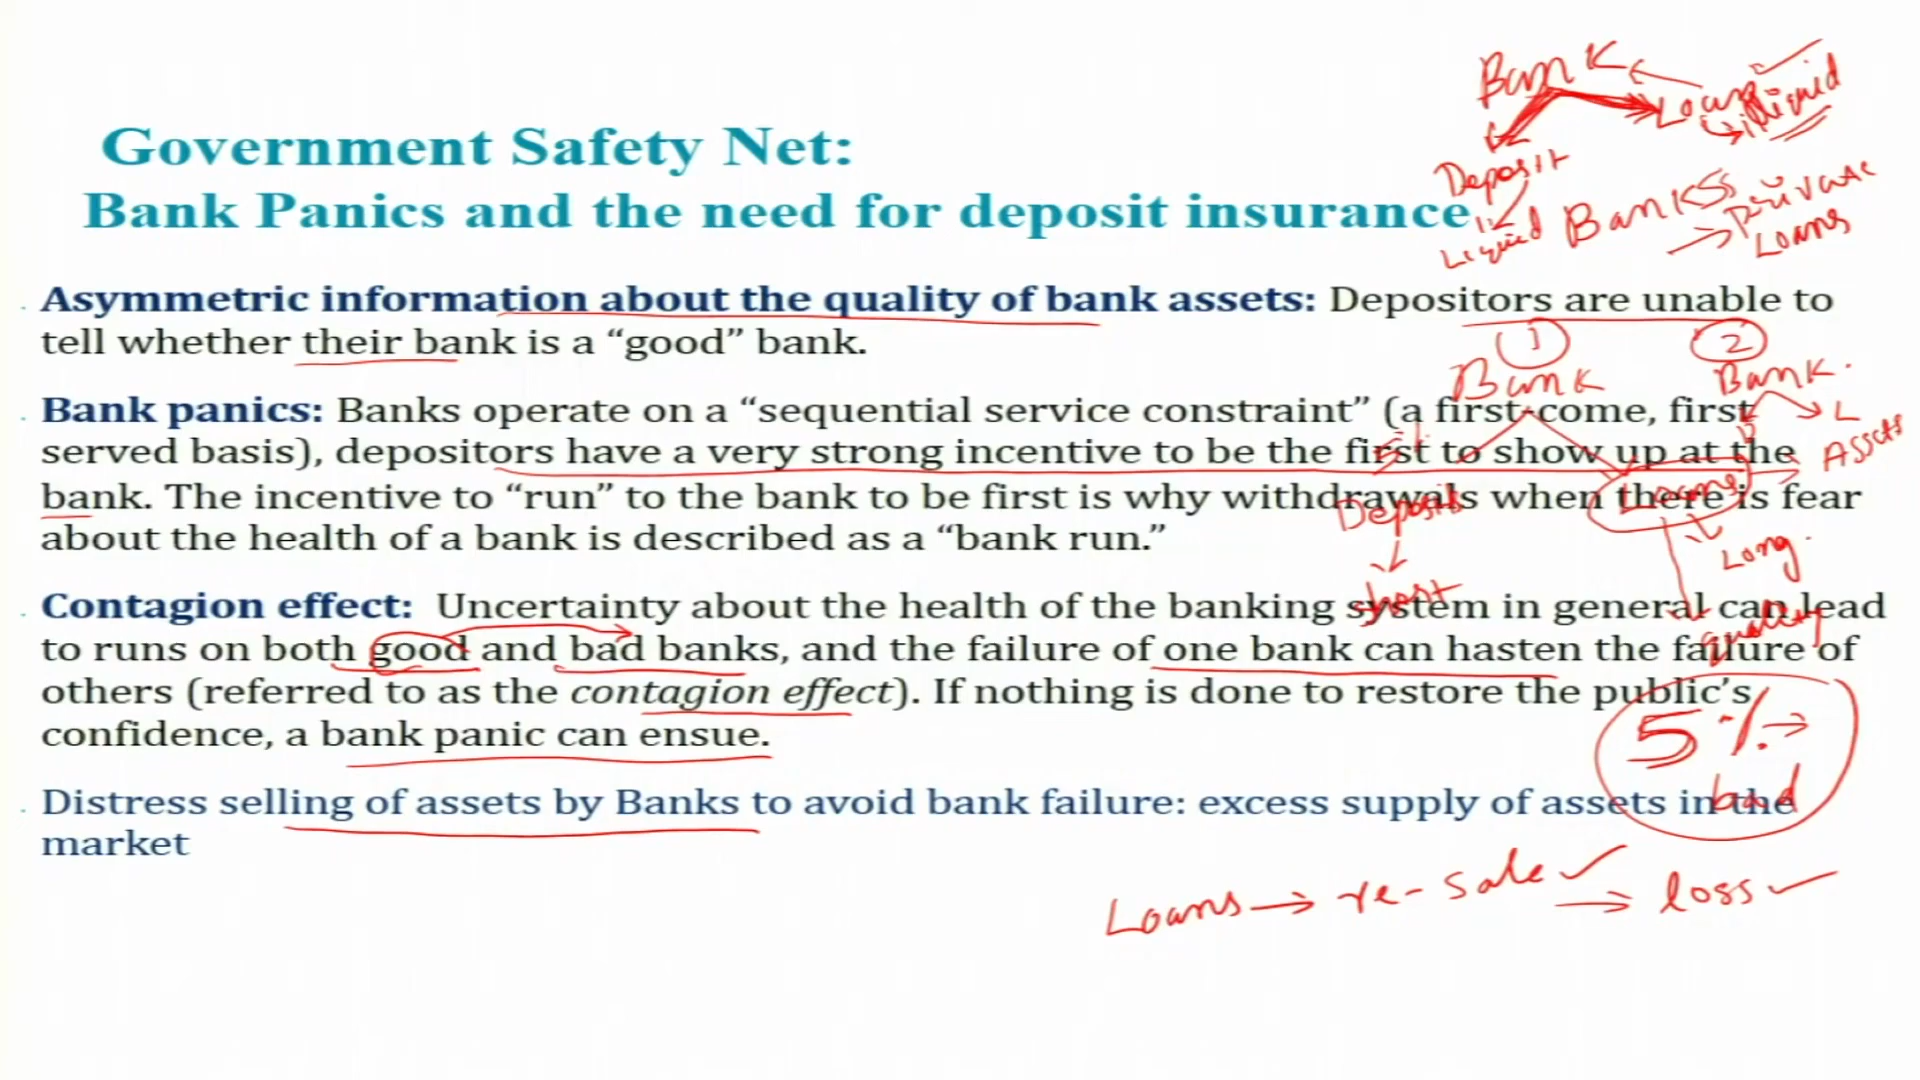 Government Safety Net:
Bank Panics and the need for deposit insurance
Asymmetric information about the quality of bank assets: Depositors are unable to
tell whether their bank is a “good” bank.
Bank panics: Banks operate on a “sequential service constraint” (a first-come, first
served basis), depositors have a very strong incentive to be the first to show up at the
bank. The incentive to “run” to the bank to be first is why withdrawals when there is fear
about the health of a bank is described as a “bank run.”
Contagion effect: Uncertainty about the health of the banking system in general can lead
to runs on both good and bad banks, and the failure of one bank can hasten the failure of
others (referred to as the contagion effect). If nothing is done to restore the public’s
confidence, a bank panic can ensue.
Distress selling of assets by Banks to avoid bank failure: excess supply of assets in the
market
Bank
Loans
illiquid
Deposit
Liquid
Banks
Private
Loans
1
Bank
5%
Deposits
short
Loans
Long
quality
2
Bank
D
L
Assets
5% →
bad
Loans → re-sale → loss